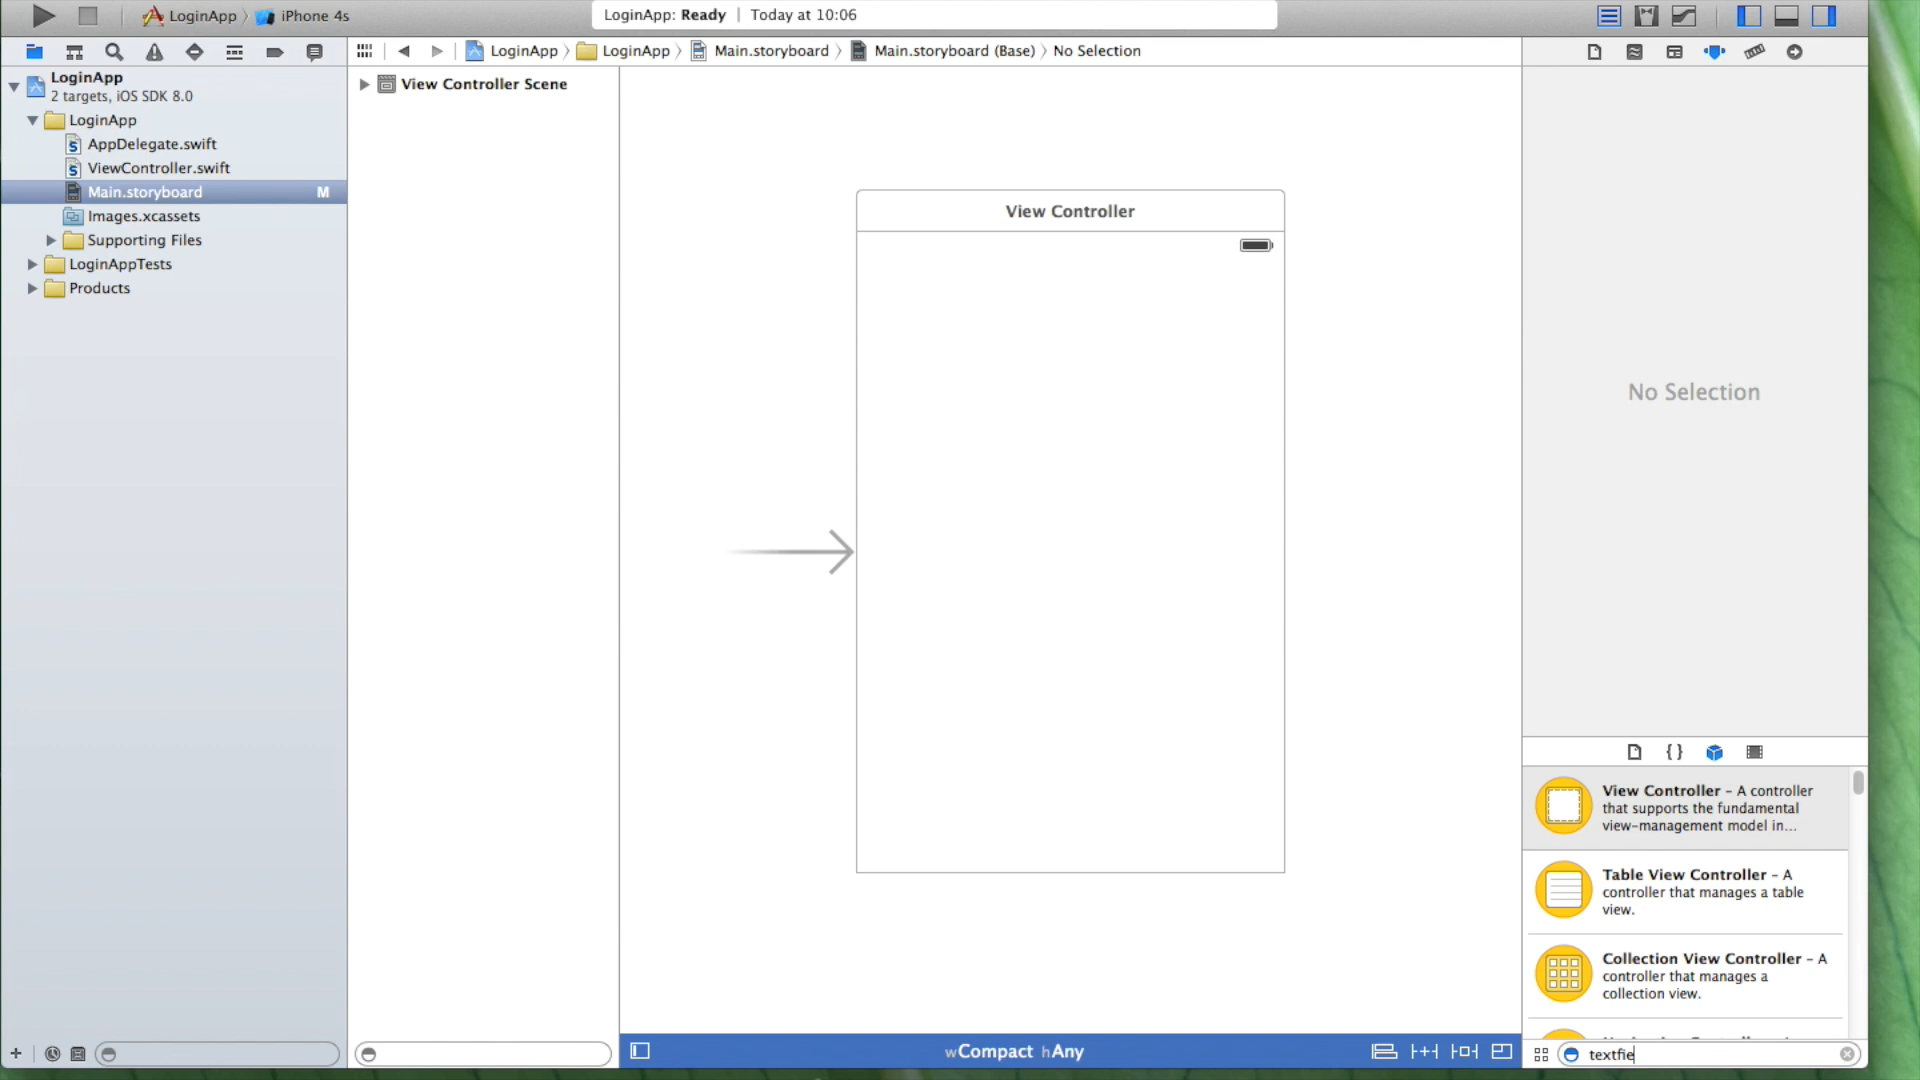 LoginApp 〉 iPhone 4s
LoginApp: Ready | Today at 10:06
LoginApp 〉 LoginApp 〉 Main.storyboard 〉 Main.storyboard (Base) 〉 No Selection
LoginApp
2 targets, iOS SDK 8.0
LoginApp
AppDelegate.swift
ViewController.swift
Main.storyboard M
Images.xcassets
Supporting Files
LoginAppTests
Products
View Controller Scene
View Controller
No Selection
{ }
View Controller – A controller
that supports the fundamental
view–management model in...
Table View Controller – A
controller that manages a table
view.
Collection View Controller – A
controller that manages a
collection view.
wCompact hAny
textfie